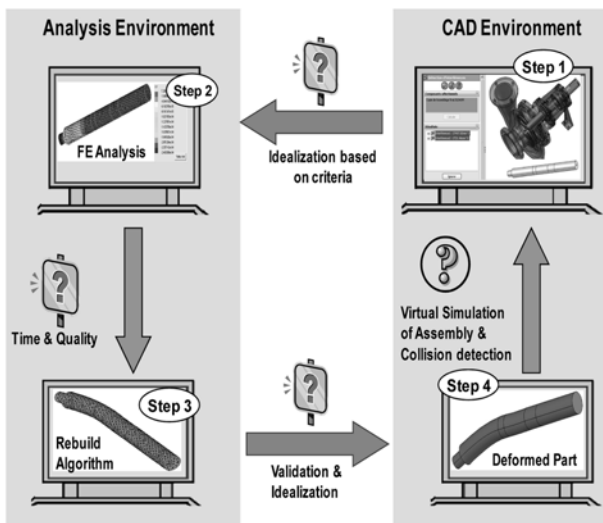 Analysis Environment
CAD Environment
Step 1
Step 2
FE Analysis
Idealization based
on criteria
Time & Quality
Virtual Simulation
of Assembly &
Collision detection
Step 3
Rebuild
Algorithm
Validation &
Idealization
Step 4
Deformed Part